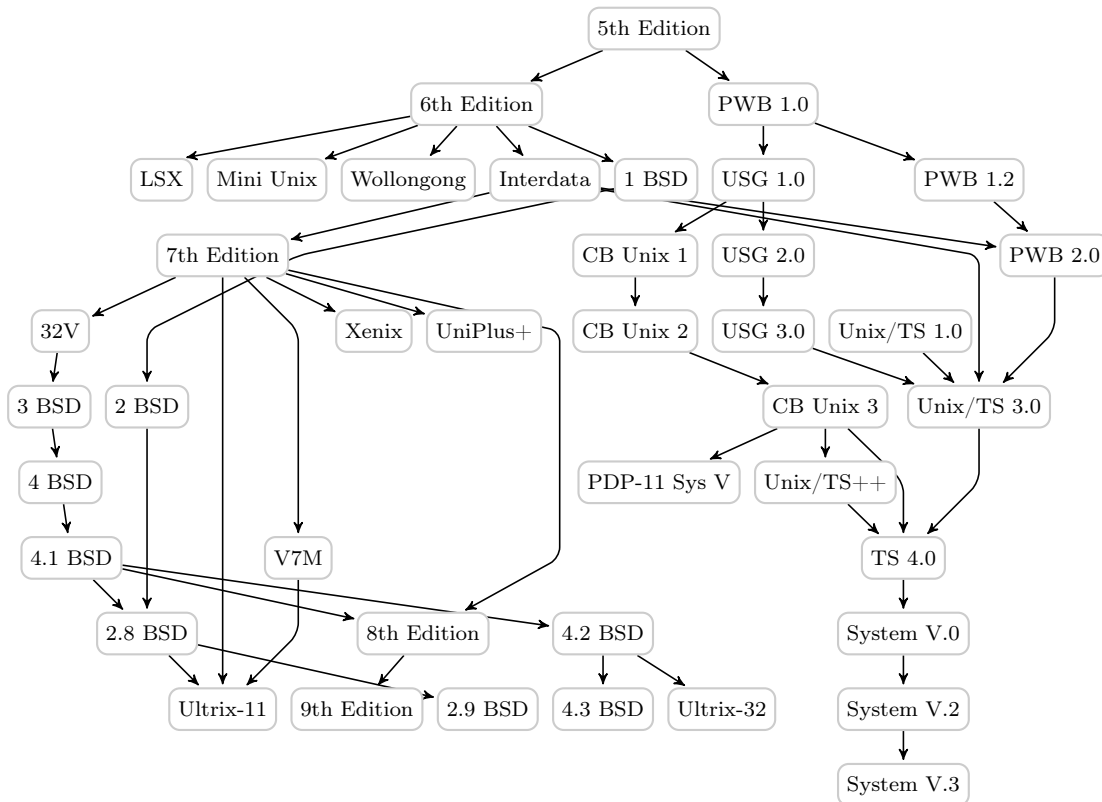 5th Edition
6th Edition
PWB 1.0
LSX
Mini Unix
Wollongong
Interdata
1 BSD
USG 1.0
PWB 1.2
7th Edition
CB Unix 1
USG 2.0
PWB 2.0
32V
Xenix
UniPlus+
CB Unix 2
USG 3.0
Unix/TS 1.0
3 BSD
2 BSD
CB Unix 3
Unix/TS 3.0
4 BSD
PDP-11 Sys V
Unix/TS++
4.1 BSD
V7M
TS 4.0
2.8 BSD
8th Edition
4.2 BSD
System V.0
Ultrix-11
9th Edition
2.9 BSD
4.3 BSD
Ultrix-32
System V.2
System V.3